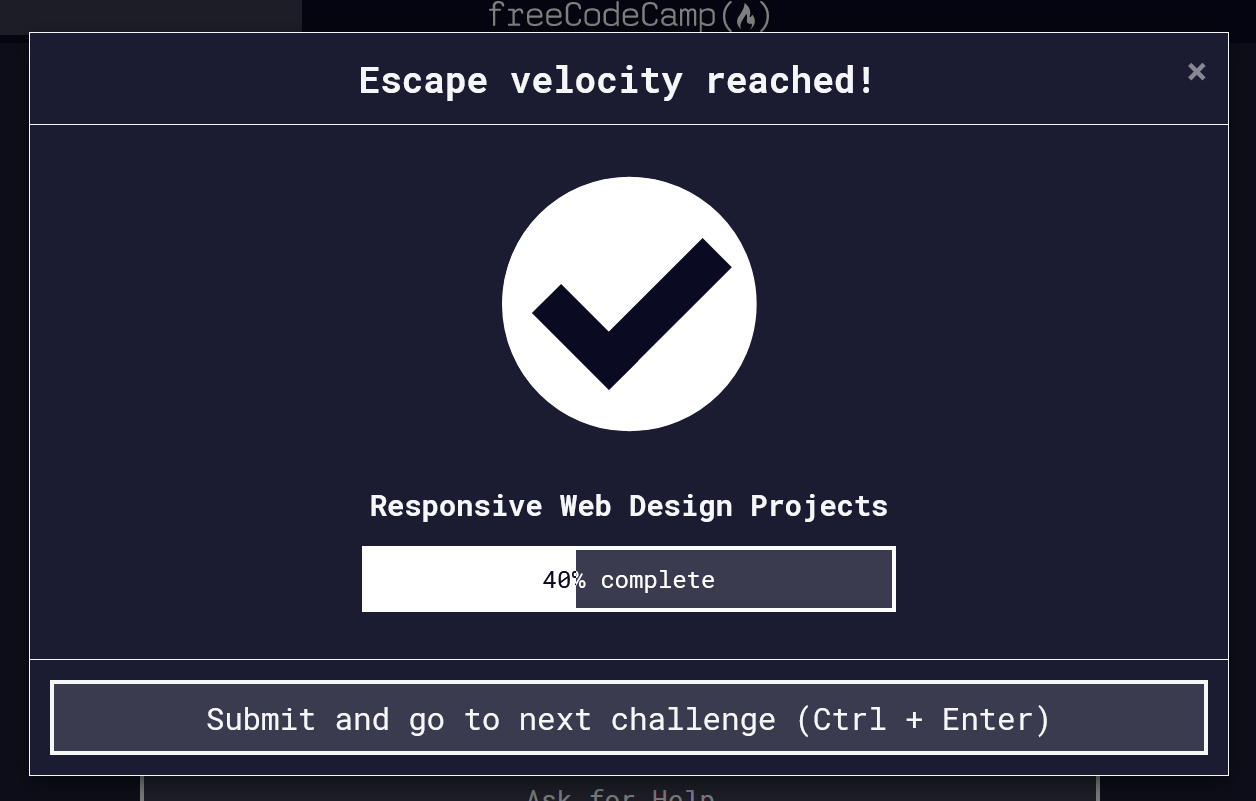 freeCodeCamp(🔥)
Escape velocity reached!
×
Responsive Web Design Projects
40% complete
Submit and go to next challenge (Ctrl + Enter)
Ask for Help